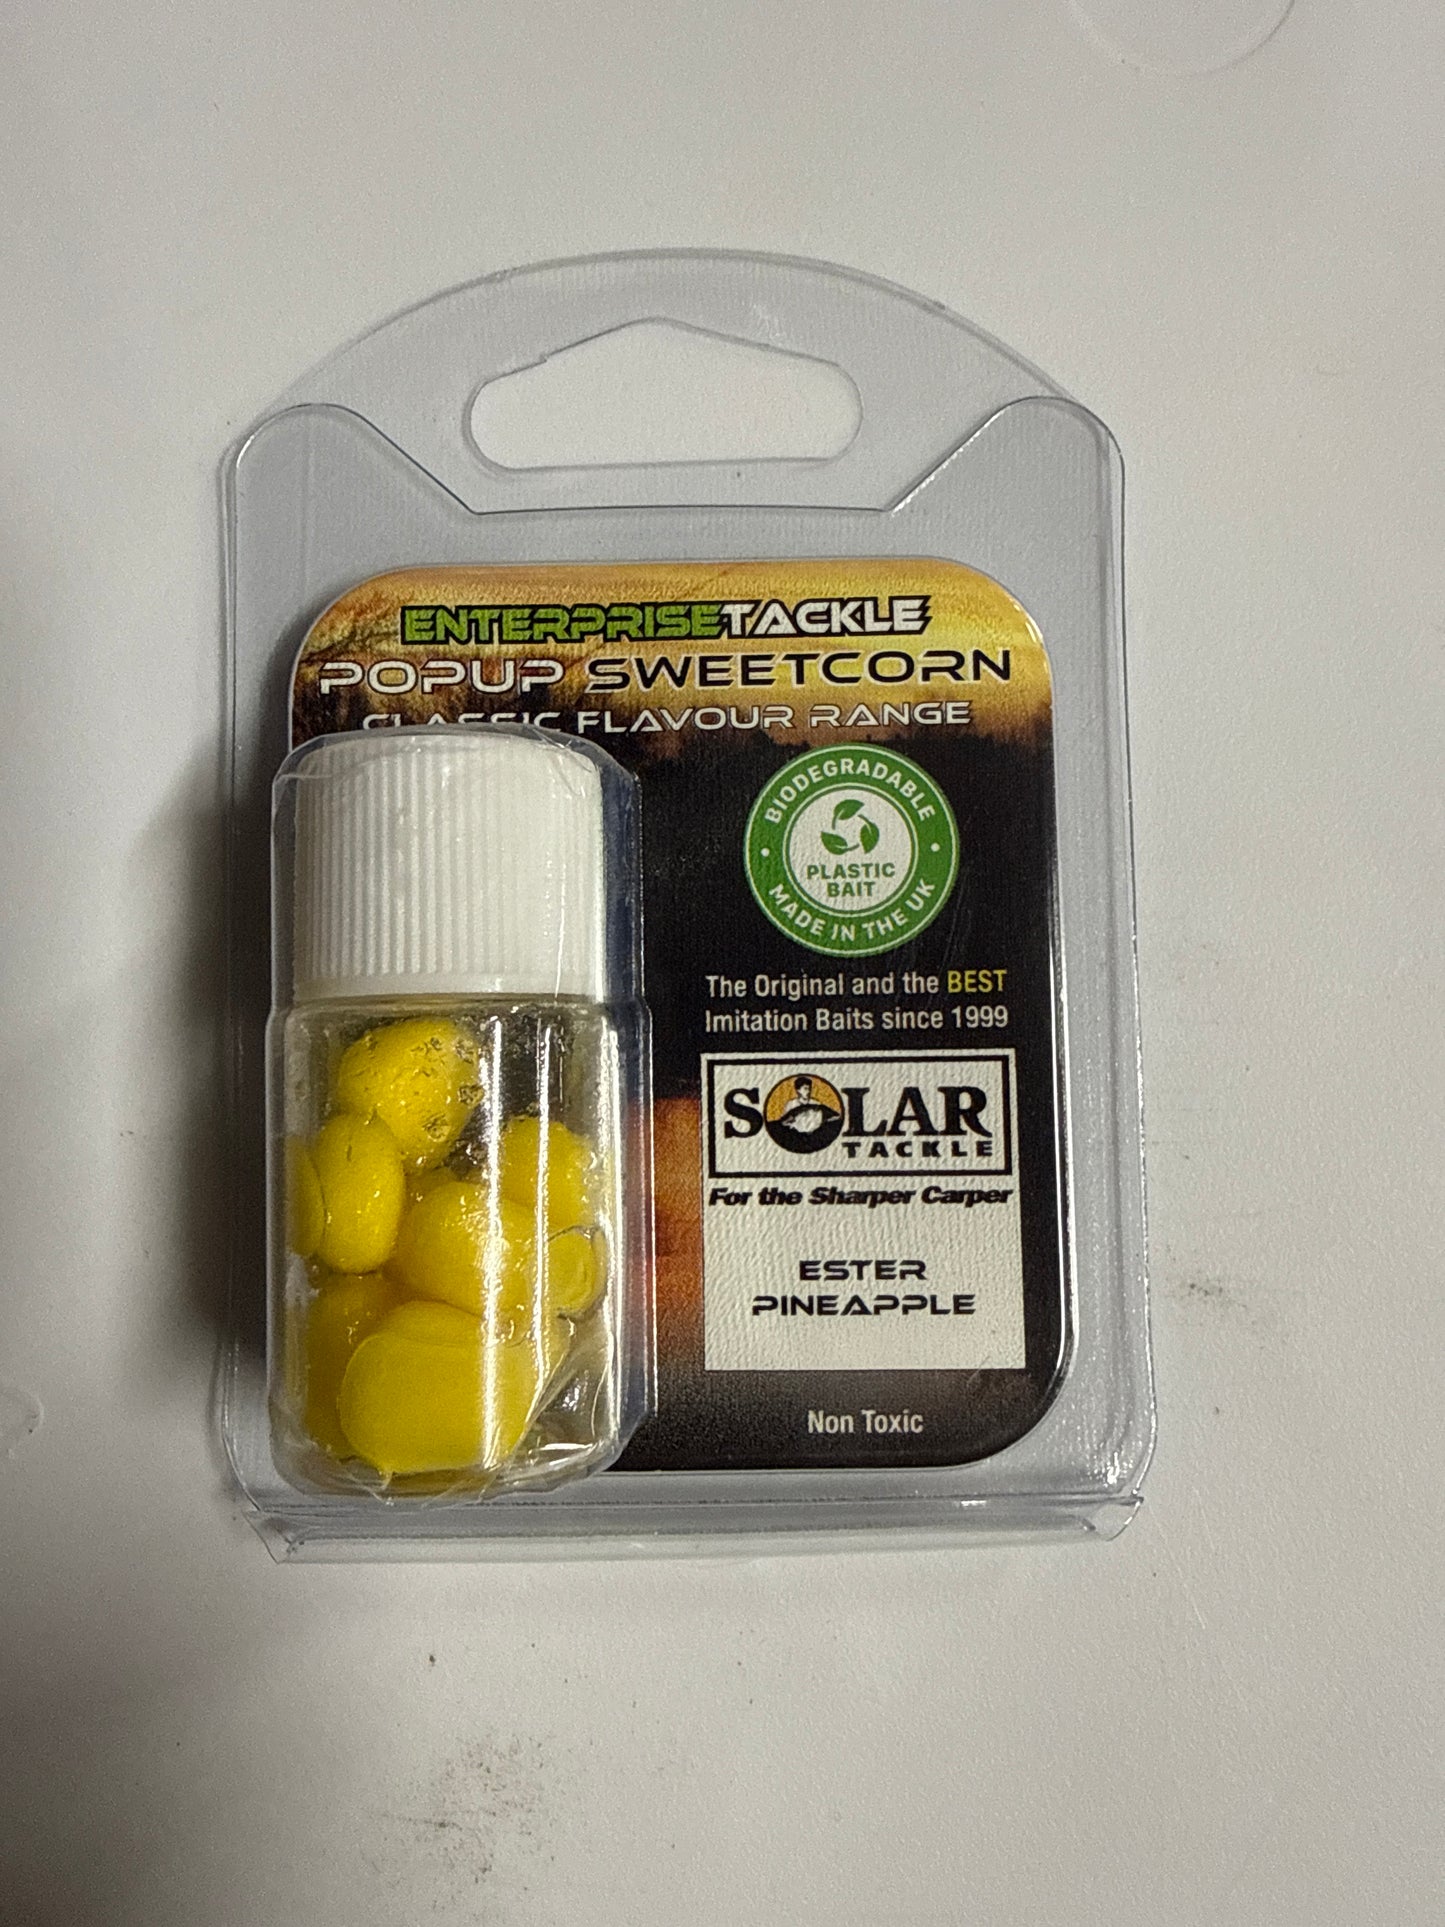 ENTERPRISETACKLE
POPUP SWEETCORN
CLASSIC FLAVOUR RANGE
BIODEGRADABLE
PLASTIC
BAIT
MADE IN THE UK
The Original and the BEST
Imitation Baits since 1999
SOLAR
TACKLE
For the Sharper Carper
ESTER
PINEAPPLE
Non Toxic